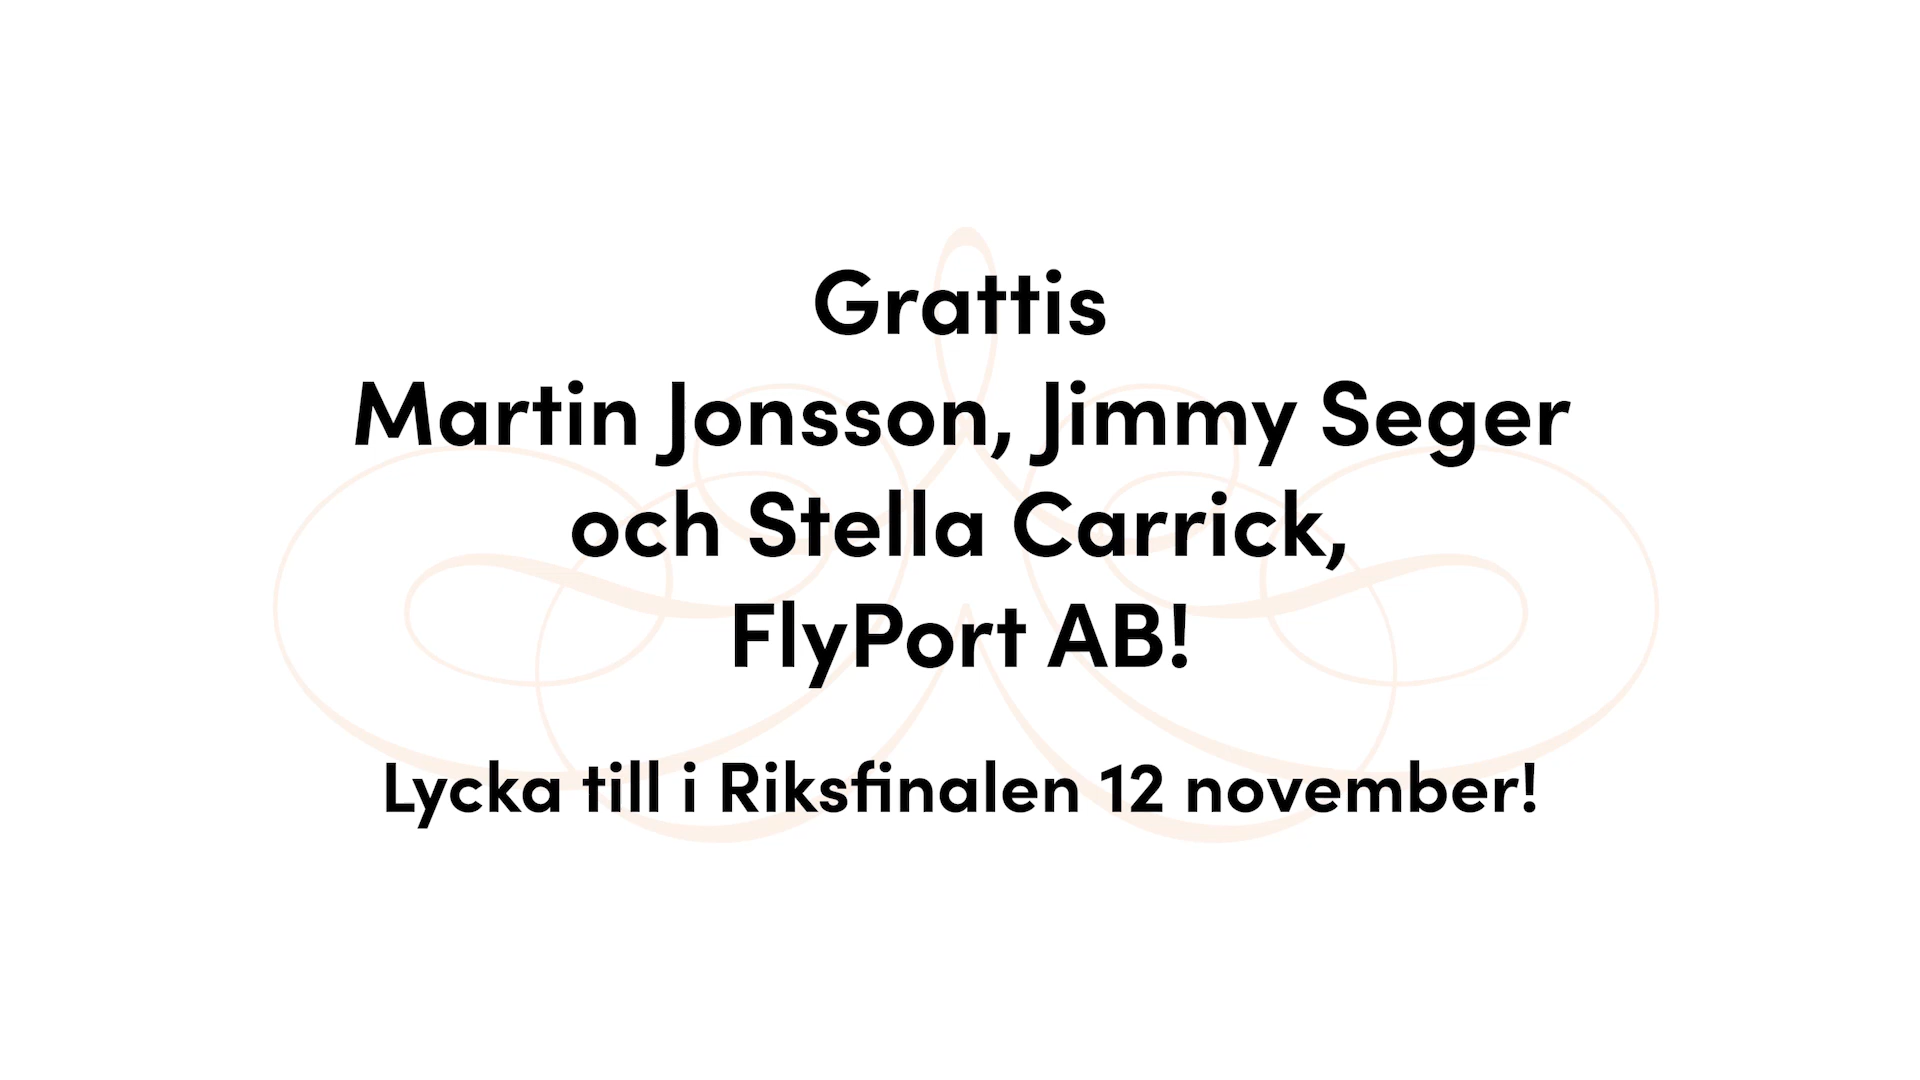 Grattis
Martin Jonsson, Jimmy Seger
och Stella Carrick,
FlyPort AB!
Lycka till i Riksfinalen 12 november!